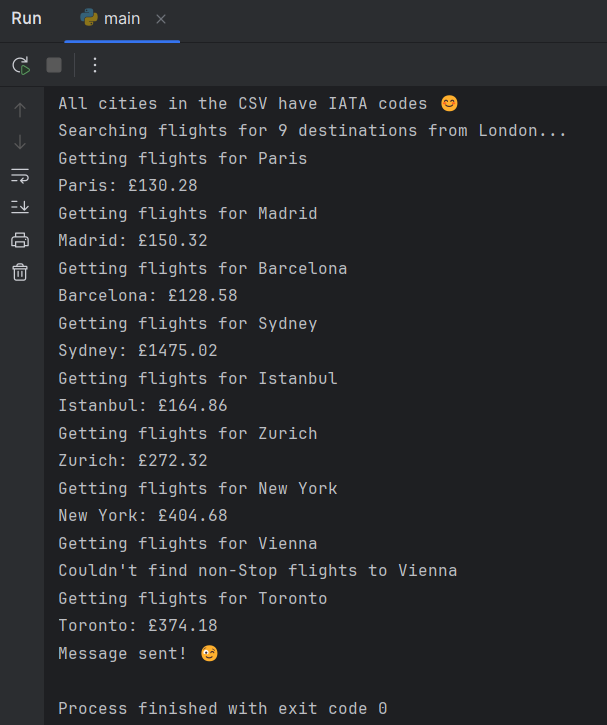 Run main
All cities in the CSV have IATA codes 😊
Searching flights for 9 destinations from London...
Getting flights for Paris
Paris: £130.28
Getting flights for Madrid
Madrid: £150.32
Getting flights for Barcelona
Barcelona: £128.58
Getting flights for Sydney
Sydney: £1475.02
Getting flights for Istanbul
Istanbul: £164.86
Getting flights for Zurich
Zurich: £272.32
Getting flights for New York
New York: £404.68
Getting flights for Vienna
Couldn't find non-Stop flights to Vienna
Getting flights for Toronto
Toronto: £374.18
Message sent! 😉
Process finished with exit code 0